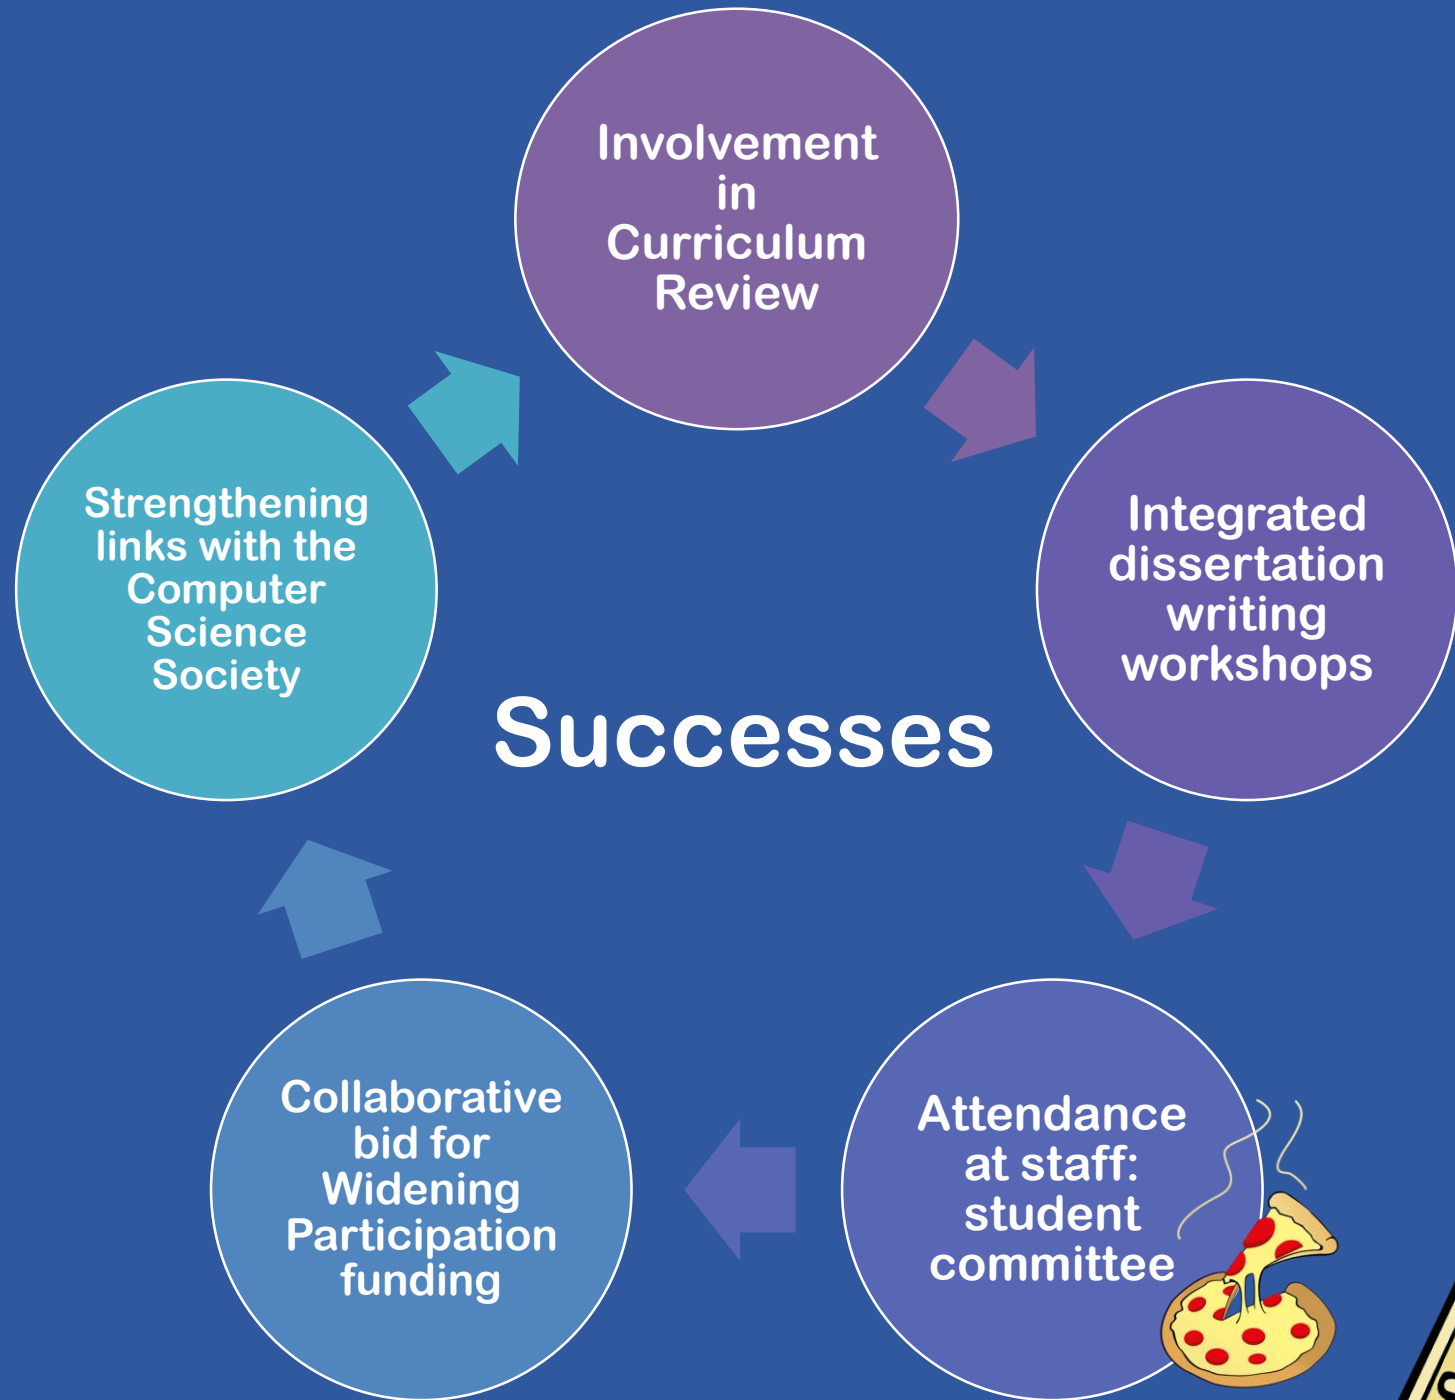 Involvement
in
Curriculum
Review
Integrated
dissertation
writing
workshops
Attendance
at staff:
student
committee
Collaborative
bid for
Widening
Participation
funding
Strengthening
links with the
Computer
Science
Society
Successes